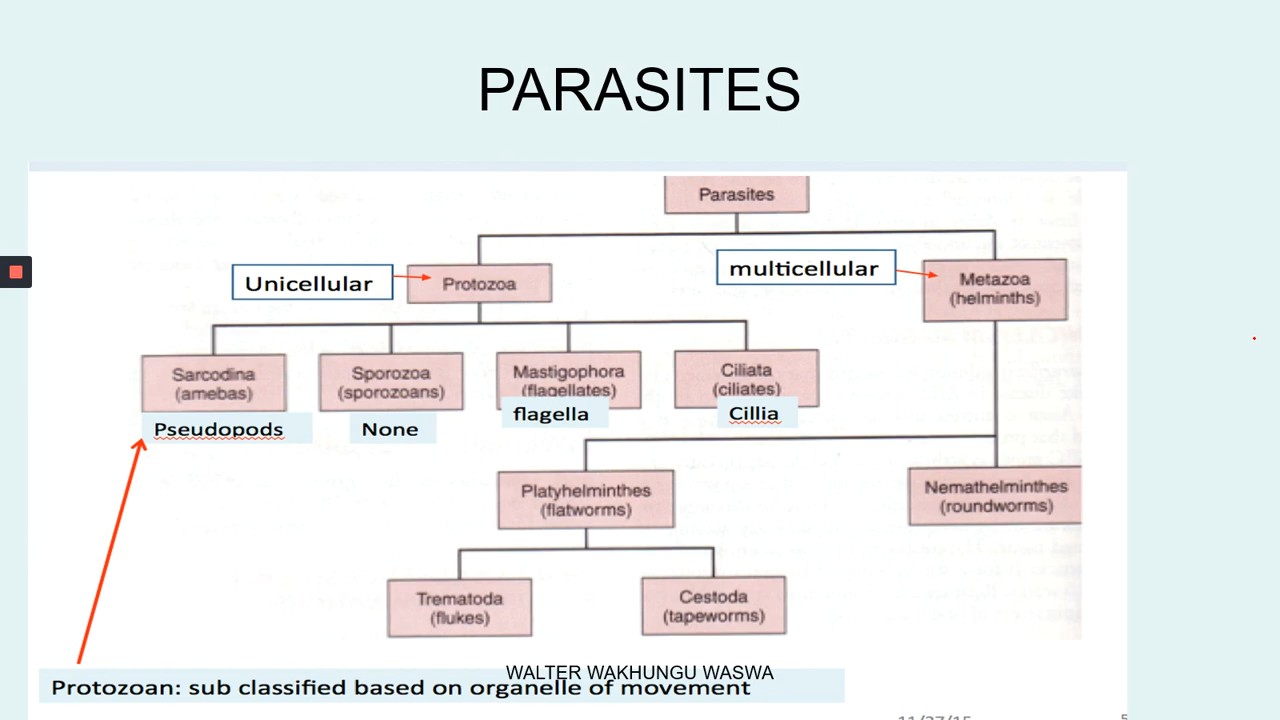 PARASITES
Parasites
Unicellular
Protozoa
multicellular
Metazoa
(helminths)
Sarcodina
(amebas)
Pseudopods
Sporozoa
(sporozoans)
None
Mastigophora
(flagellates)
flagella
Ciliata
(ciliates)
Cillia
Platyhelminthes
(flatworms)
Nemathelminthes
(roundworms)
Trematoda
(flukes)
Cestoda
(tapeworms)
WALTER WAKHUNGU WASWA
Protozoan: sub classified based on organelle of movement